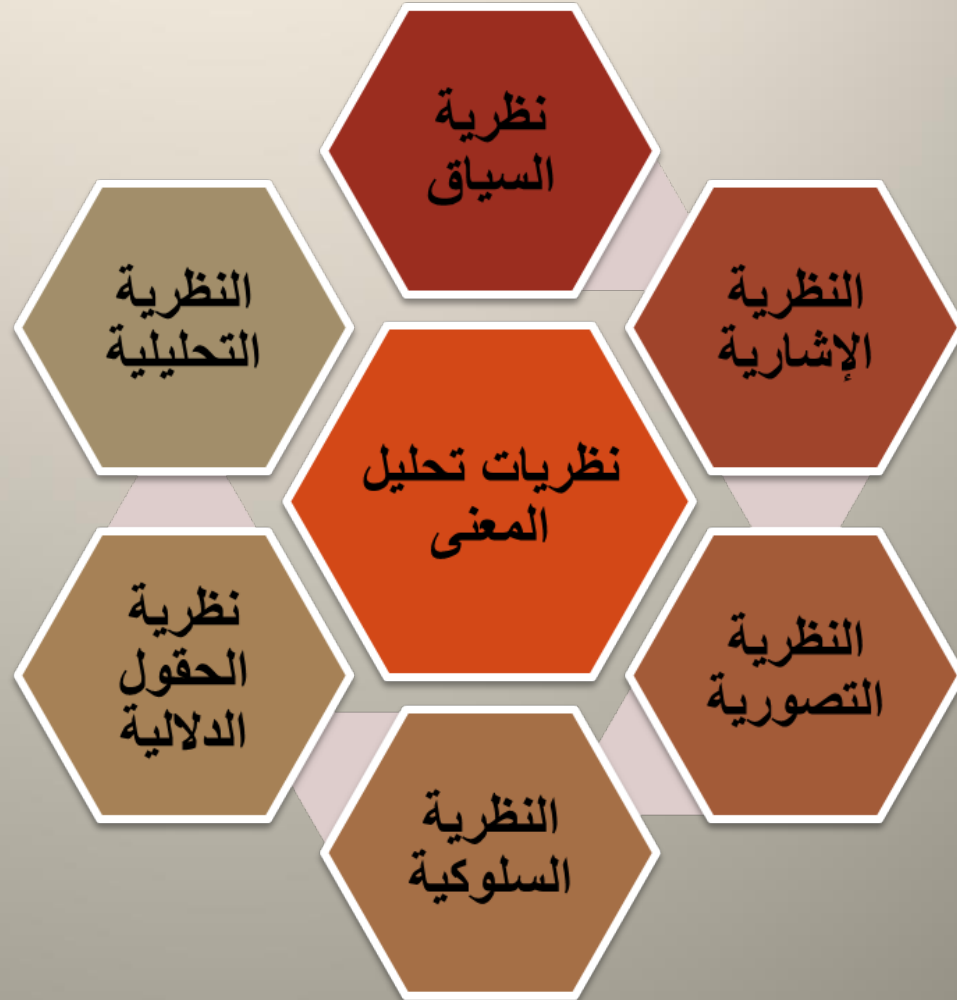 نظرية
السياق
النظرية
الإشارية
النظرية
التصورية
النظرية
السلوكية
نظرية
الحقول
الدلالية
النظرية
التحليلية
نظريات تحليل
المعنى